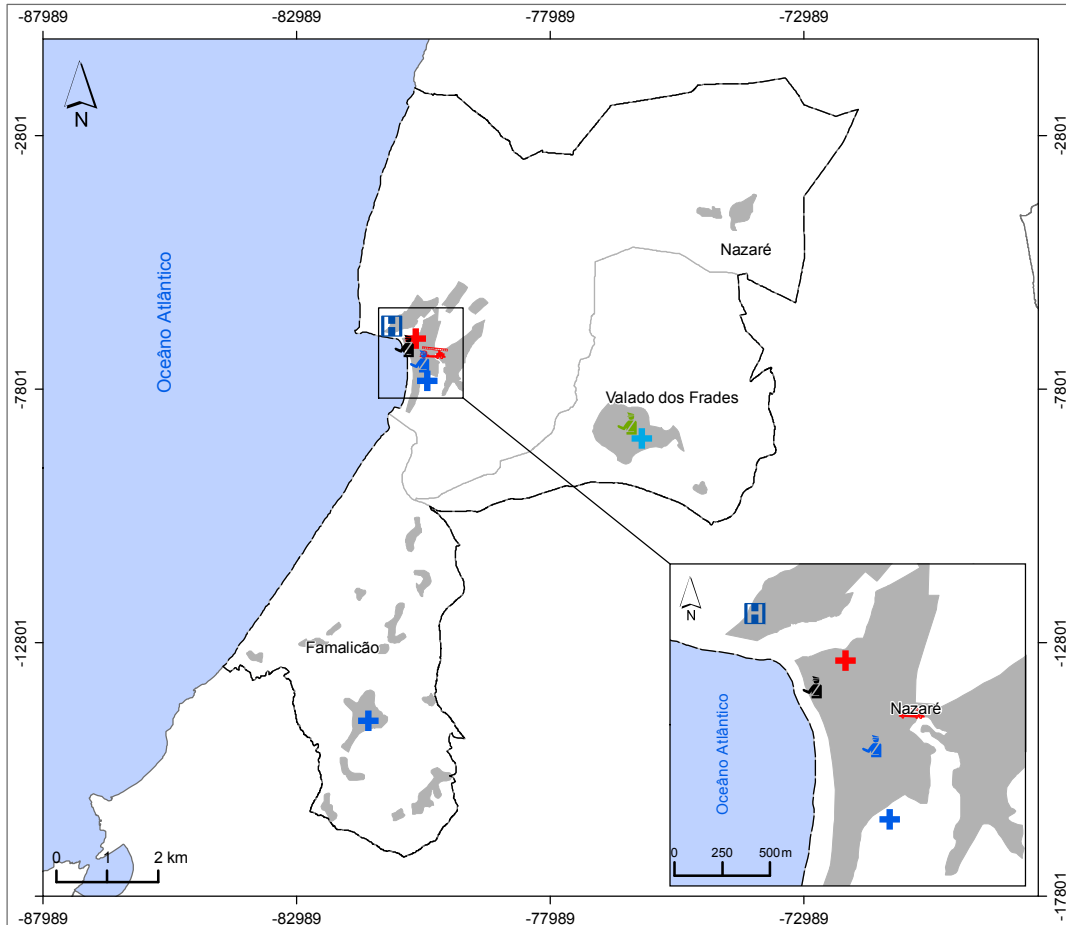 -87989
-82989
-77989
-72989
N
-2801
-2801
Oceâno Atlântico
Nazaré
H
-7801
-7801
Valado dos Frades
N
H
-12801
-12801
Famalicão
Nazaré
Oceâno Atlântico
0 1 2 km
0 250 500 m
-17801
-87989
-82989
-77989
-72989